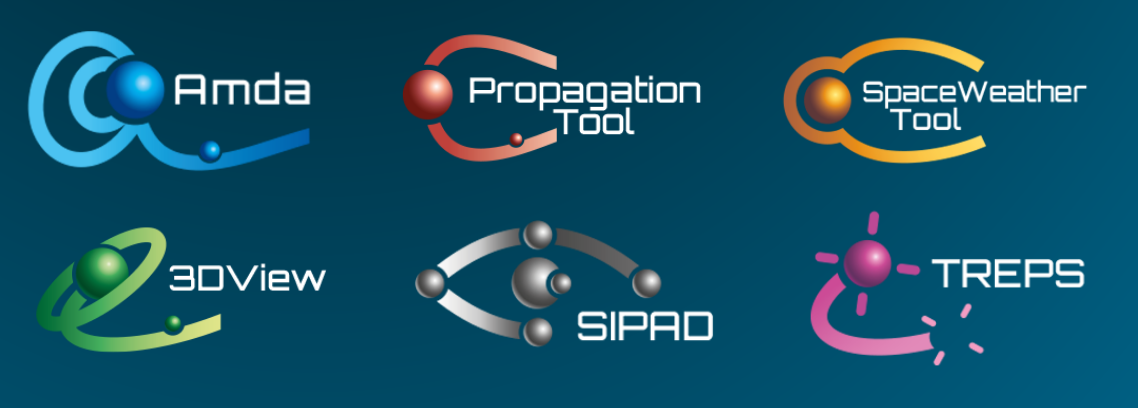 Amda
Propagation
Tool
SpaceWeather
Tool
3DView
SIPAD
TREPS